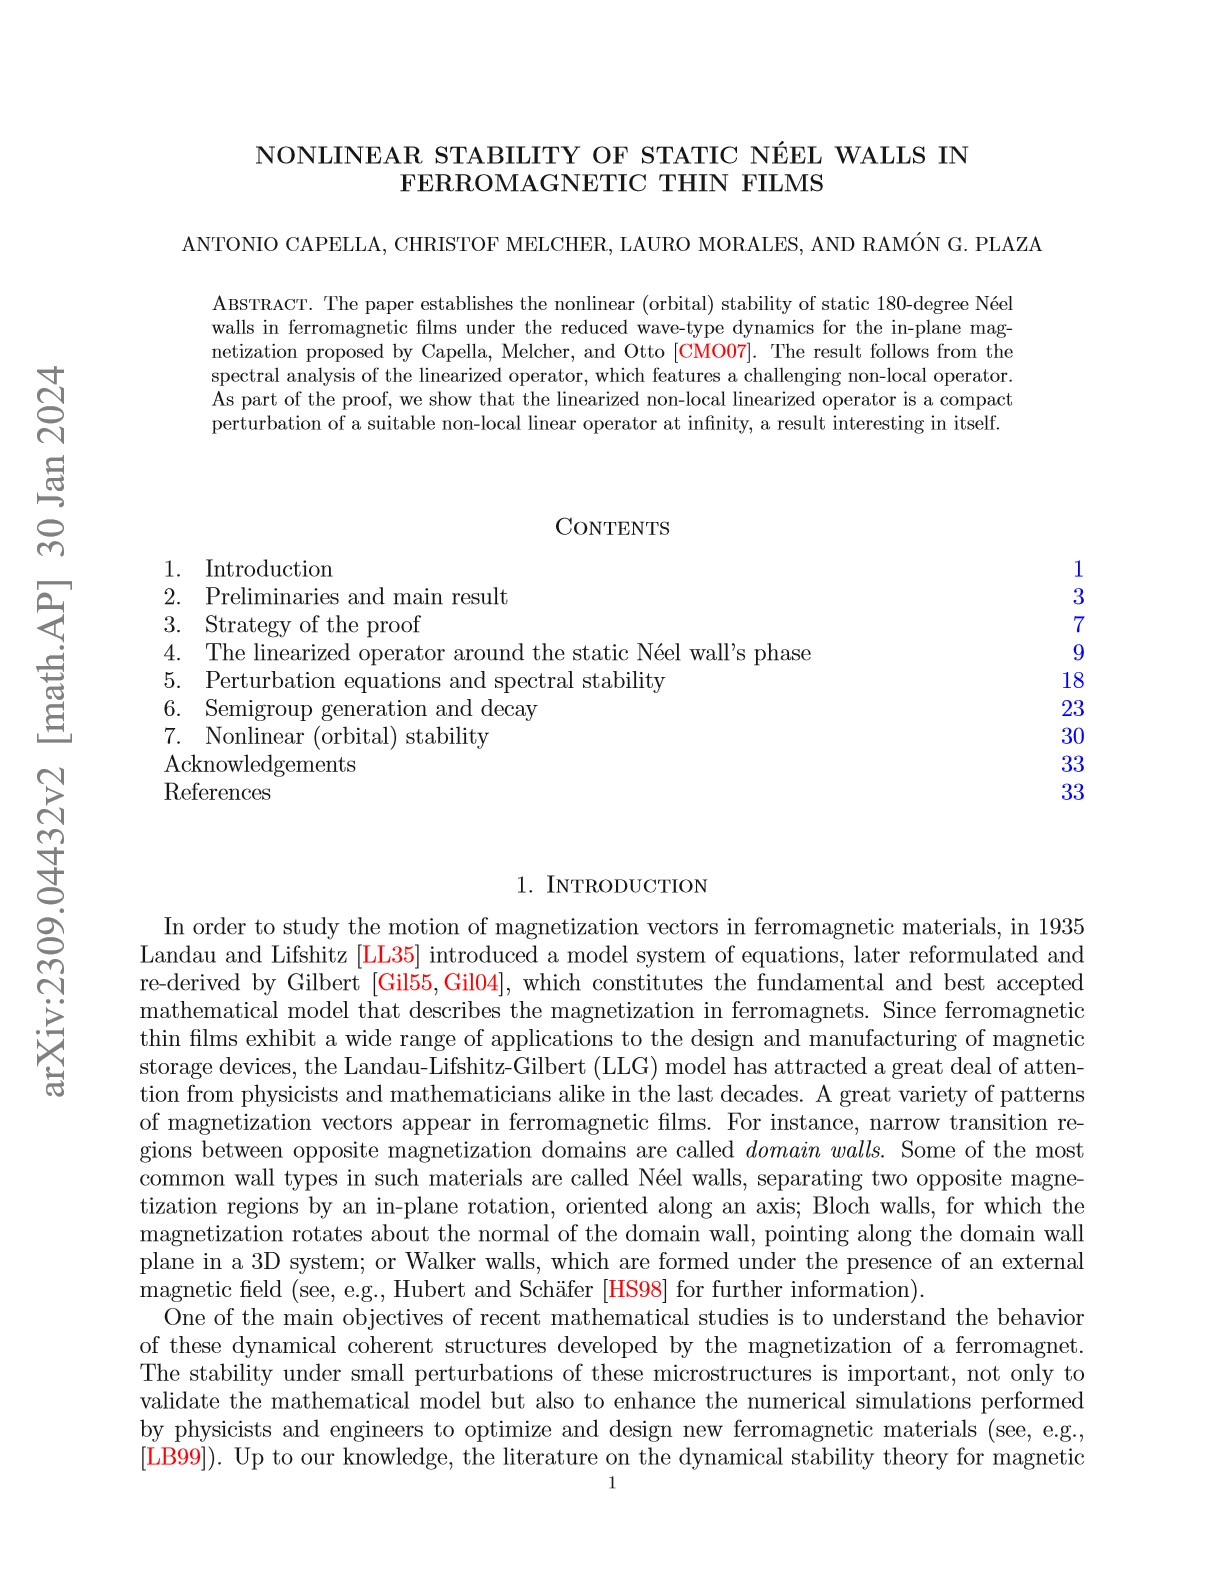 NONLINEAR STABILITY OF STATIC NÉEL WALLS IN
FERROMAGNETIC THIN FILMS
ANTONIO CAPELLA, CHRISTOF MELCHER, LAURO MORALES, AND RAMÓN G. PLAZA
ABSTRACT. The paper establishes the nonlinear (orbital) stability of static 180-degree Néel
walls in ferromagnetic films under the reduced wave-type dynamics for the in-plane mag-
netization proposed by Capella, Melcher, and Otto [CMO07]. The result follows from the
spectral analysis of the linearized operator, which features a challenging non-local operator.
As part of the proof, we show that the linearized non-local linearized operator is a compact
perturbation of a suitable non-local linear operator at infinity, a result interesting in itself.
CONTENTS
1. Introduction 1
2. Preliminaries and main result 3
3. Strategy of the proof 7
4. The linearized operator around the static Néel wall's phase 9
5. Perturbation equations and spectral stability 18
6. Semigroup generation and decay 23
7. Nonlinear (orbital) stability 30
Acknowledgements 33
References 33
1. INTRODUCTION
In order to study the motion of magnetization vectors in ferromagnetic materials, in 1935
Landau and Lifshitz [LL35] introduced a model system of equations, later reformulated and
re-derived by Gilbert [Gil55, Gil04], which constitutes the fundamental and best accepted
mathematical model that describes the magnetization in ferromagnets. Since ferromagnetic
thin films exhibit a wide range of applications to the design and manufacturing of magnetic
storage devices, the Landau-Lifshitz-Gilbert (LLG) model has attracted a great deal of atten-
tion from physicists and mathematicians alike in the last decades. A great variety of patterns
of magnetization vectors appear in ferromagnetic films. For instance, narrow transition re-
gions between opposite magnetization domains are called domain walls. Some of the most
common wall types in such materials are called Néel walls, separating two opposite magne-
tization regions by an in-plane rotation, oriented along an axis; Bloch walls, for which the
magnetization rotates about the normal of the domain wall, pointing along the domain wall
plane in a 3D system; or Walker walls, which are formed under the presence of an external
magnetic field (see, e.g., Hubert and Schäfer [HS98] for further information).
One of the main objectives of recent mathematical studies is to understand the behavior
of these dynamical coherent structures developed by the magnetization of a ferromagnet.
The stability under small perturbations of these microstructures is important, not only to
validate the mathematical model but also to enhance the numerical simulations performed
by physicists and engineers to optimize and design new ferromagnetic materials (see, e.g.,
[LB99]). Up to our knowledge, the literature on the dynamical stability theory for magnetic
1
arXiv:2309.04432v2 [math.AP] 30 Jan 2024